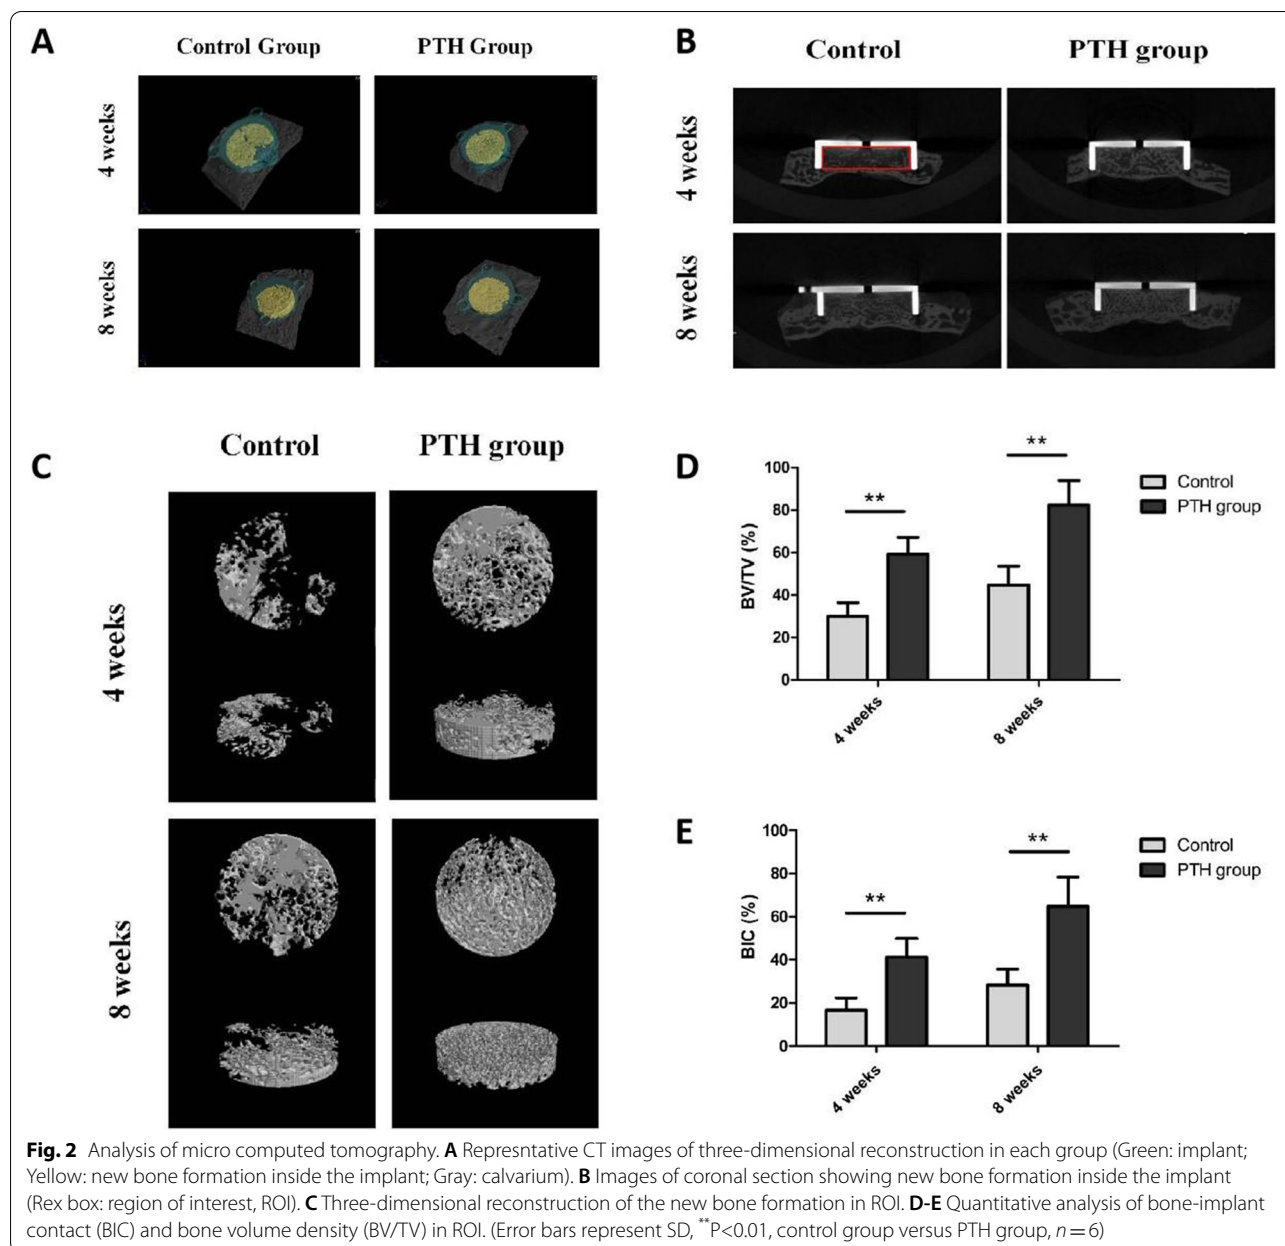 A
Control Group
PTH Group
4 weeks
8 weeks
B
Control
PTH group
4 weeks
8 weeks
C
Control
PTH group
4 weeks
8 weeks
D
BV/TV (%)
100
80
60
40
20
0
**
**
4 weeks
8 weeks
Control
PTH group
E
BIC (%)
100
80
60
40
20
0
**
**
4 weeks
8 weeks
Control
PTH group
Fig. 2 Analysis of micro computed tomography. A Represntative CT images of three-dimensional reconstruction in each group (Green: implant;
Yellow: new bone formation inside the implant; Gray: calvarium). B Images of coronal section showing new bone formation inside the implant
(Rex box: region of interest, ROI). C Three-dimensional reconstruction of the new bone formation in ROI. D-E Quantitative analysis of bone-implant
contact (BIC) and bone volume density (BV/TV) in ROI. (Error bars represent SD, **P<0.01, control group versus PTH group, n = 6)